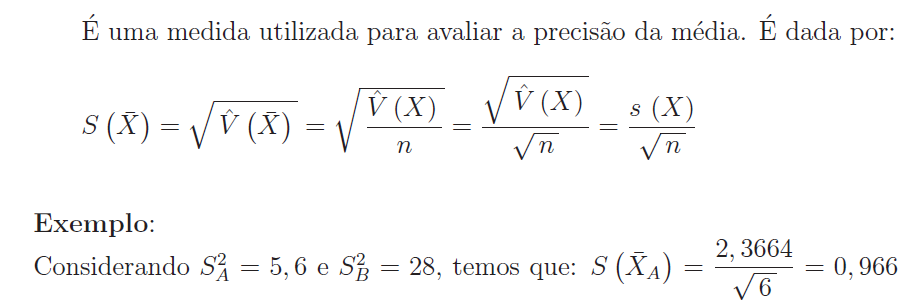 É uma medida utilizada para avaliar a precisão da média. É dada por:
S (X̄) = √V̂ (X̄) = √(V̂ (X) / n) = √V̂ (X) / √n = s (X) / √n
Exemplo:
Considerando S²_A = 5, 6 e S²_B = 28, temos que: S (X̄_A) = 2, 3664 / √6 = 0, 966